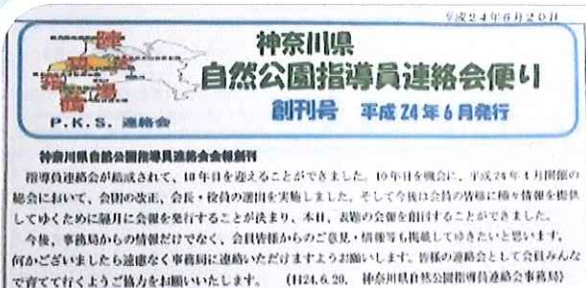 平成24年6月20日
神奈川県
自然公園指導員連絡会便り
創刊号 平成24年6月発行
P.K.S. 連絡会
神奈川県自然公園指導員連絡会会報創刊
指導員連絡会が結成されて、10年目を迎えることができました。10年目を機会に、平成24年4月開催の
総会において、会則の改正、会長・役員の選出を実施しました。そして今後は会員の皆様に種々情報を提供
してゆくために隔月に会報を発行することが決まり、本日、表題の会報を創刊することができました。
今後、事務局からの情報だけでなく、会員皆様からのご意見・情報等も掲載してゆきたいと思います。
何かございましたら遠慮なく事務局に連絡いただけますようお願いします。皆様の連絡会として会員みんな
で育てて行くようご協力をお願いいたします。 (H24.6.20. 神奈川県自然公園指導員連絡会事務局)